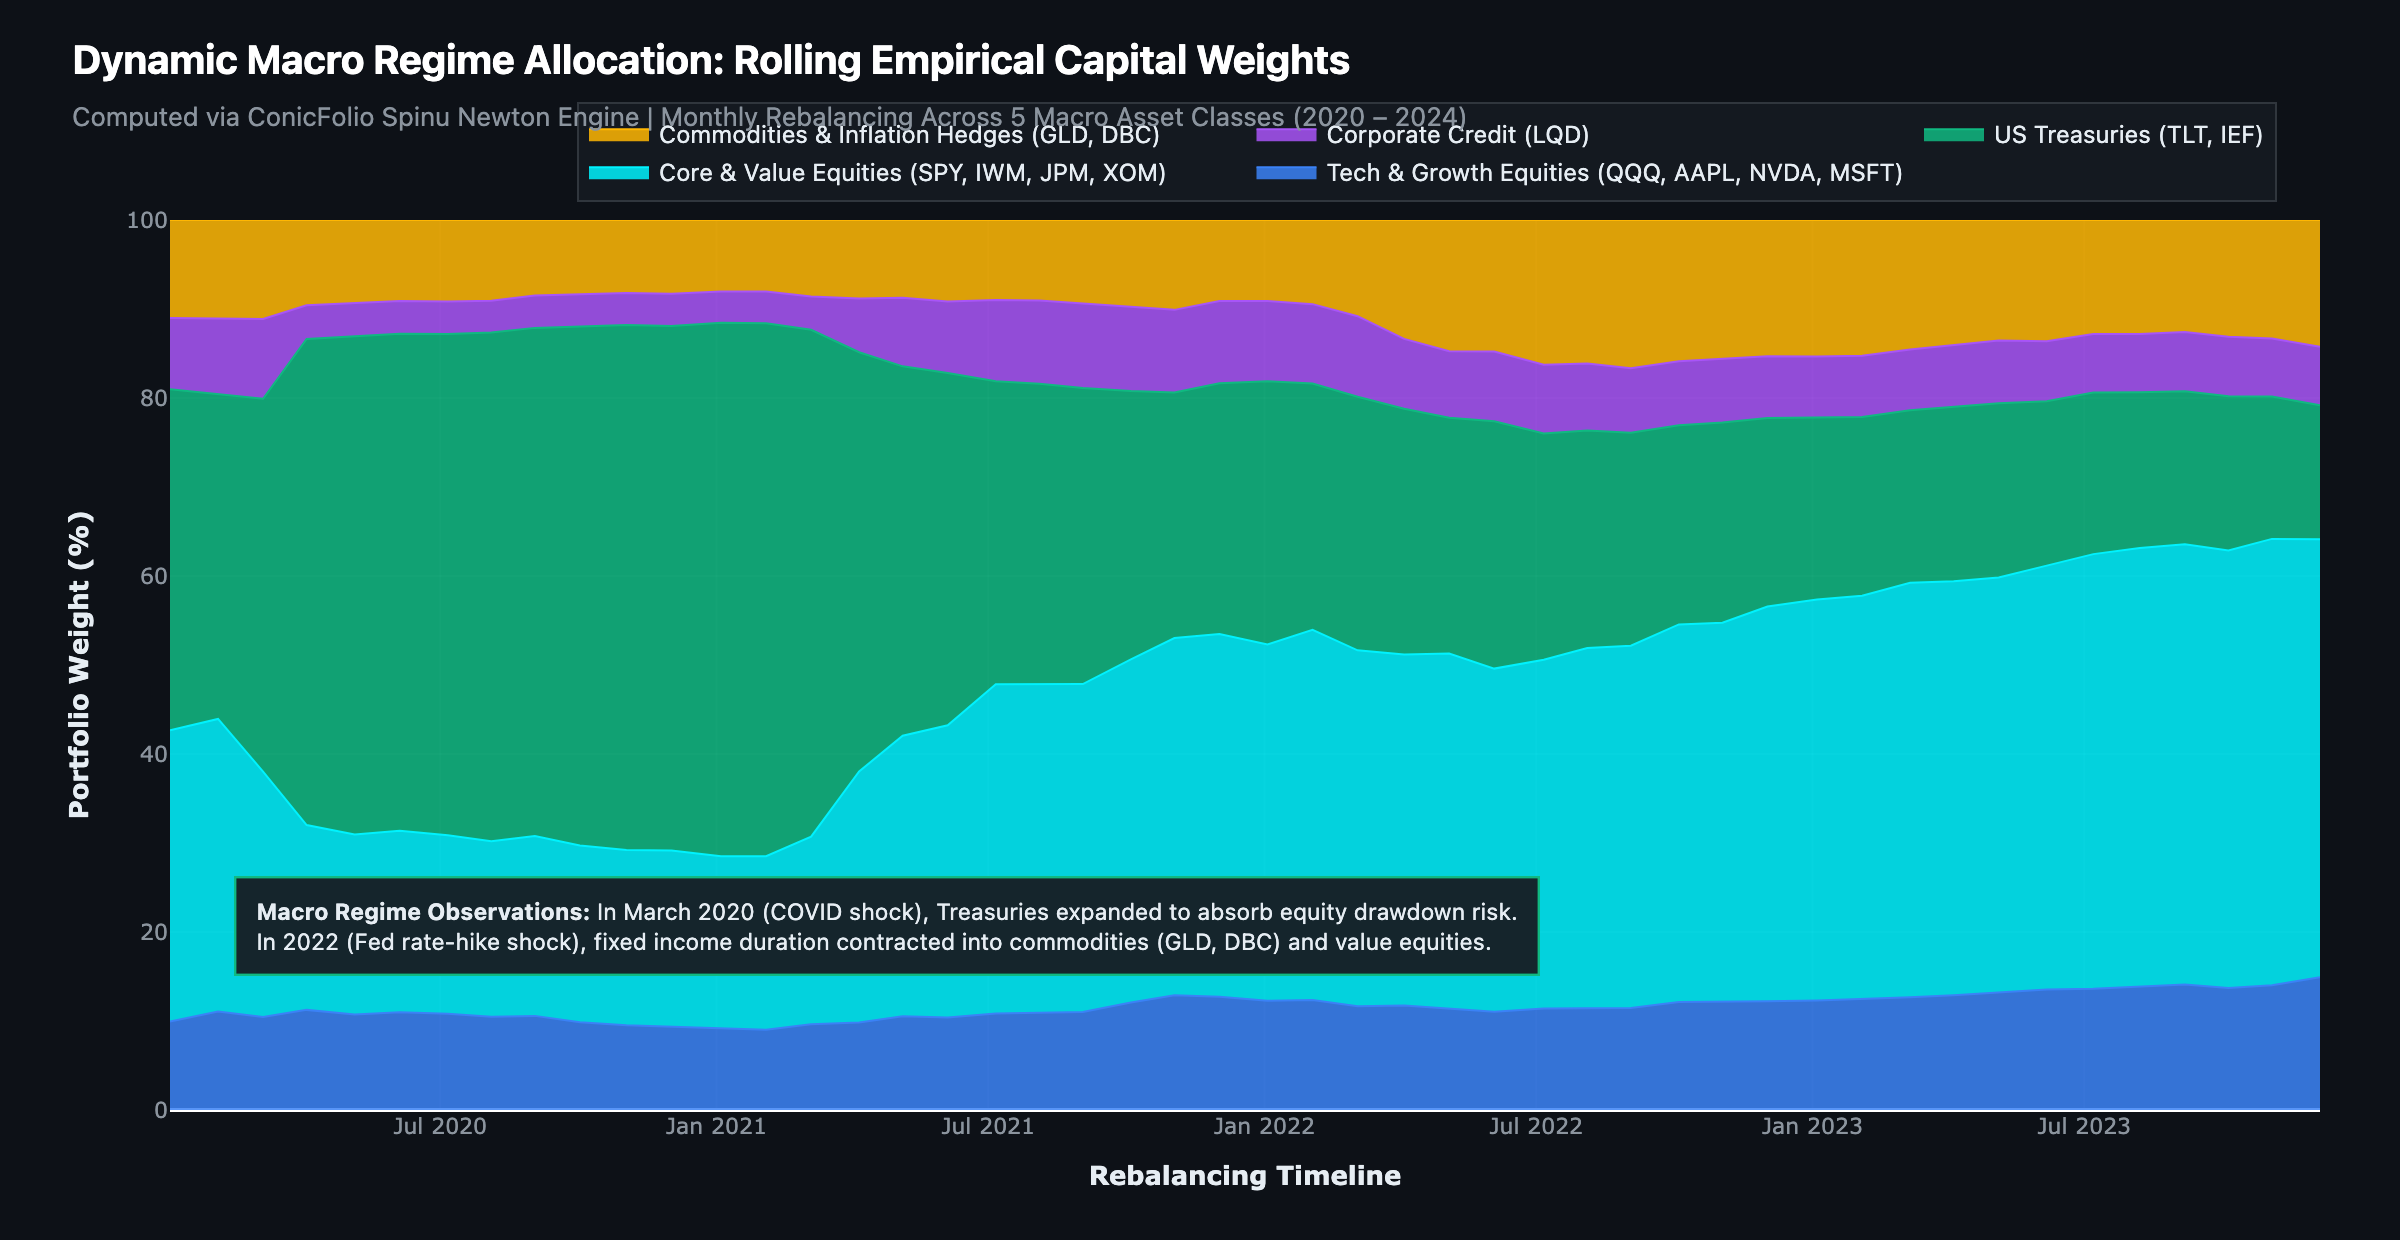 Dynamic Macro Regime Allocation: Rolling Empirical Capital Weights
Computed via ConicFolio Spinu Newton Engine | Monthly Rebalancing Across 5 Macro Asset Classes (2020 – 2024)
Commodities & Inflation Hedges (GLD, DBC)
Corporate Credit (LQD)
US Treasuries (TLT, IEF)
Core & Value Equities (SPY, IWM, JPM, XOM)
Tech & Growth Equities (QQQ, AAPL, NVDA, MSFT)
Portfolio Weight (%)
100
80
60
40
20
0
Macro Regime Observations: In March 2020 (COVID shock), Treasuries expanded to absorb equity drawdown risk.
In 2022 (Fed rate-hike shock), fixed income duration contracted into commodities (GLD, DBC) and value equities.
Jul 2020
Jan 2021
Jul 2021
Jan 2022
Jul 2022
Jan 2023
Jul 2023
Rebalancing Timeline